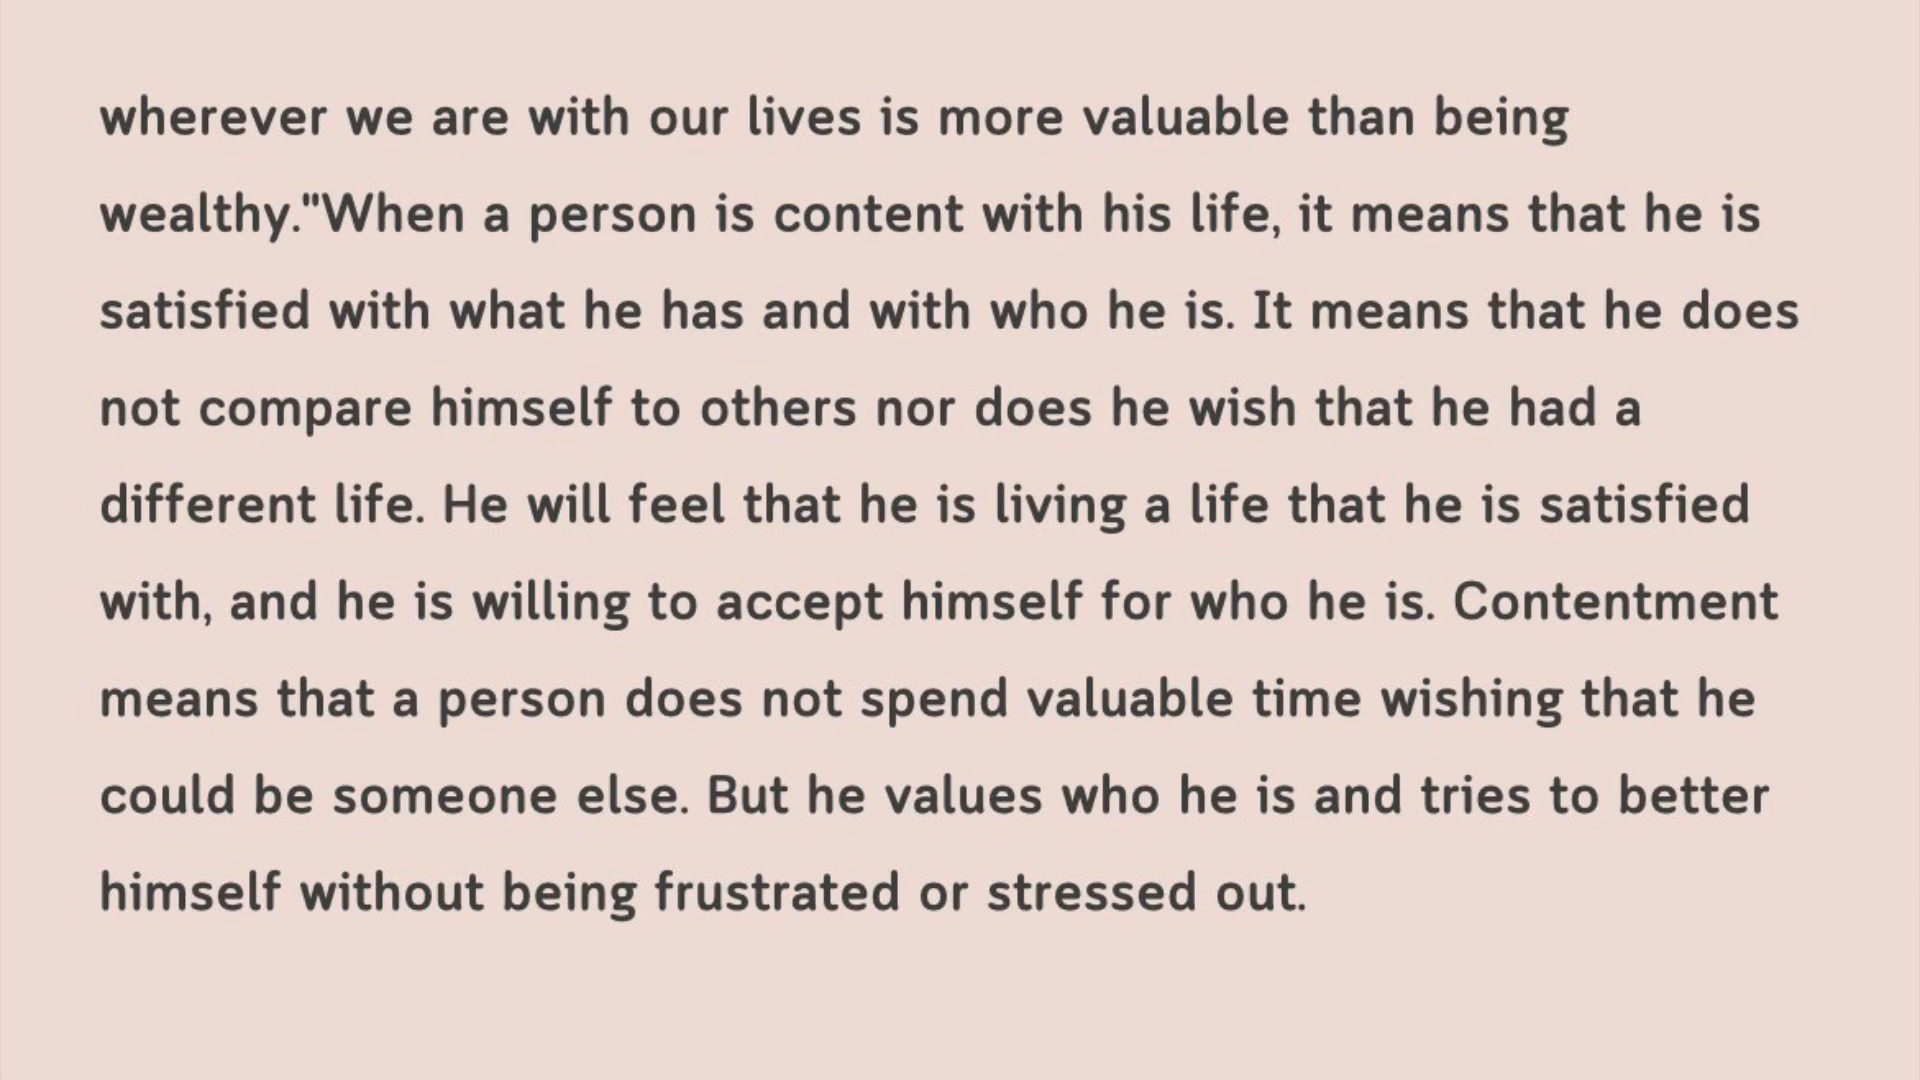 wherever we are with our lives is more valuable than being
wealthy."When a person is content with his life, it means that he is
satisfied with what he has and with who he is. It means that he does
not compare himself to others nor does he wish that he had a
different life. He will feel that he is living a life that he is satisfied
with, and he is willing to accept himself for who he is. Contentment
means that a person does not spend valuable time wishing that he
could be someone else. But he values who he is and tries to better
himself without being frustrated or stressed out.